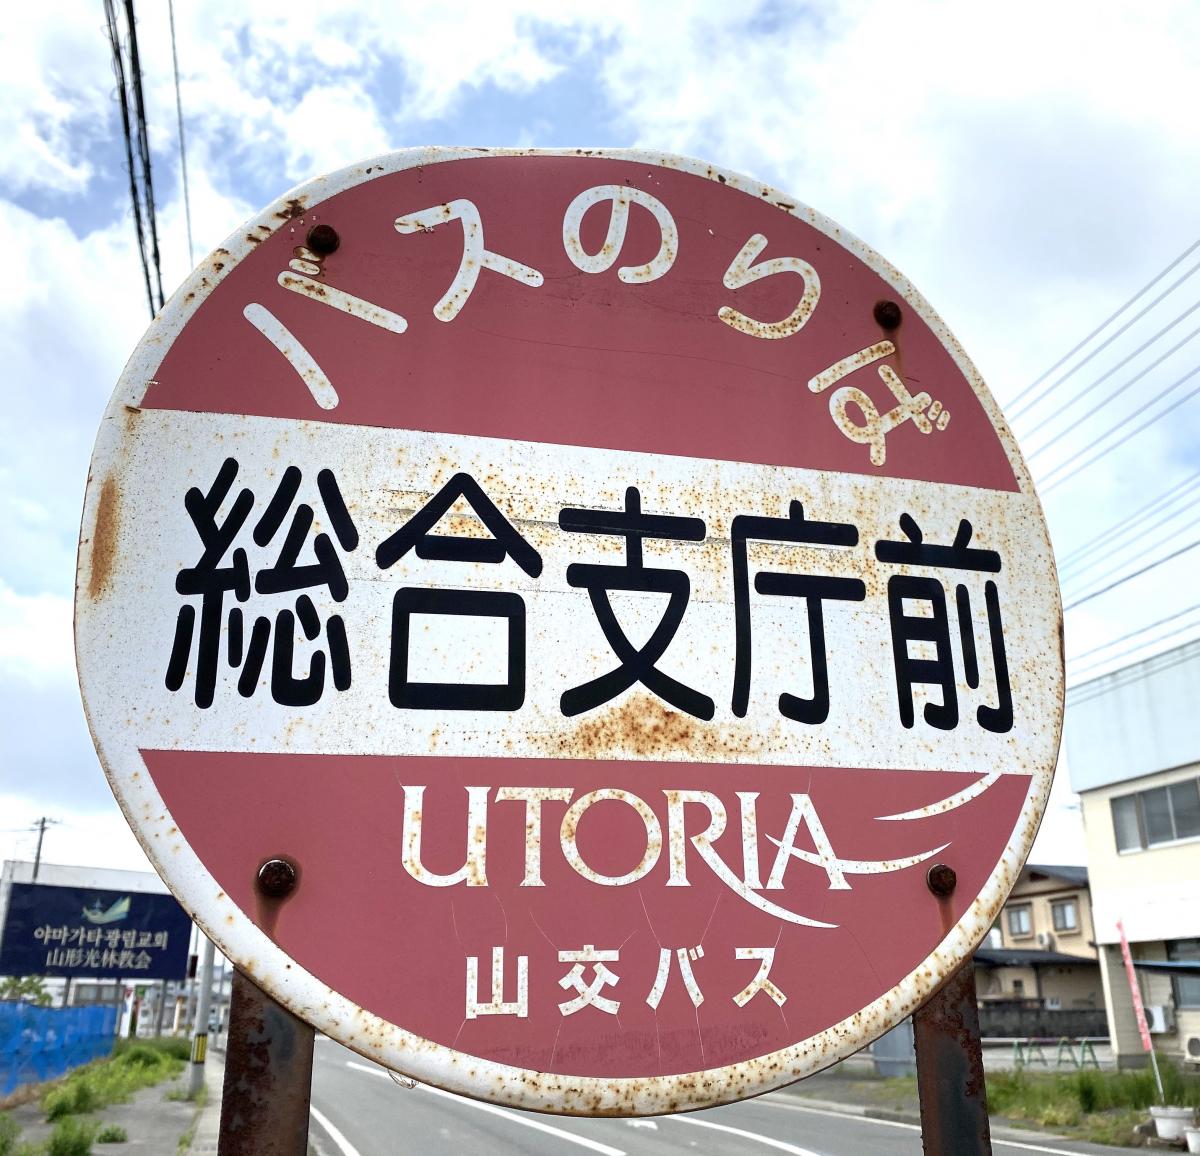 バスのりば
総合支庁前
UTORIA
山交バス
야마가타광림교회
山形光林教会